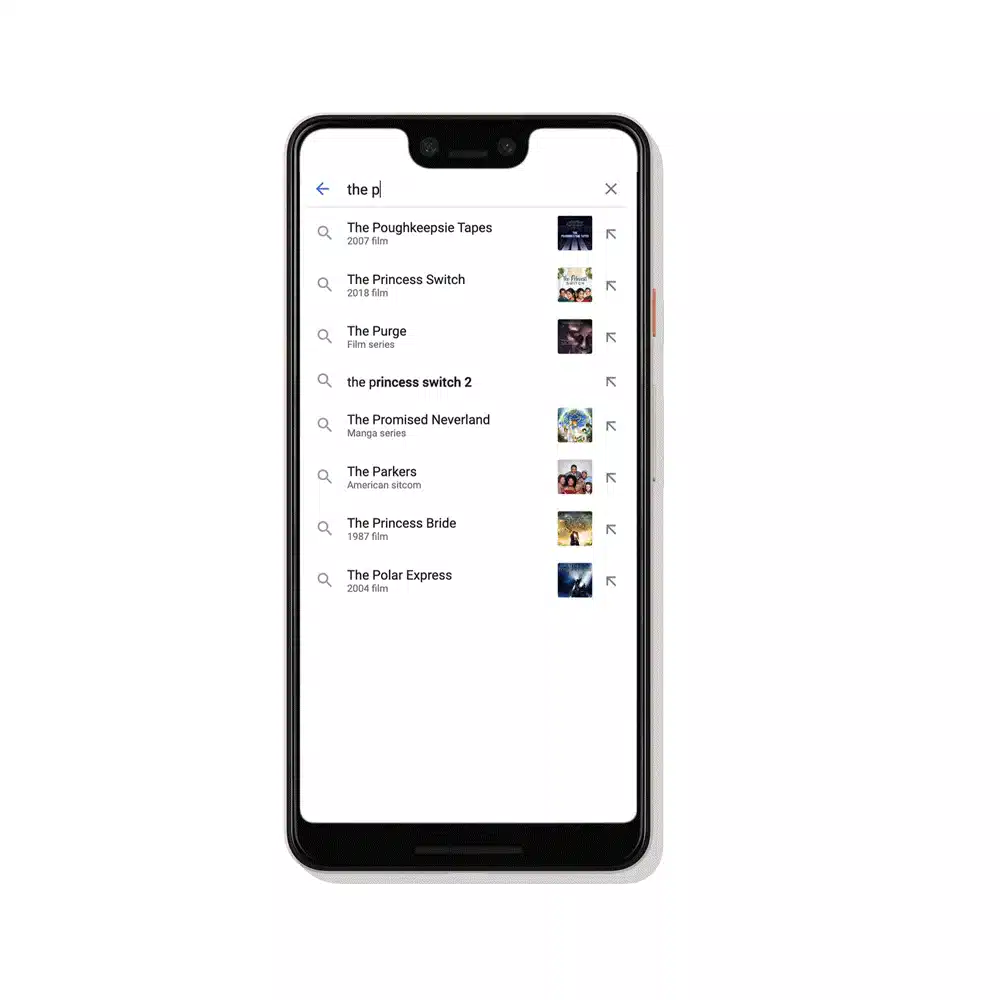 the p
The Poughkeepsie Tapes
2007 film
The Princess Switch
2018 film
The Purge
Film series
the princess switch 2
The Promised Neverland
Manga series
The Parkers
American sitcom
The Princess Bride
1987 film
The Polar Express
2004 film